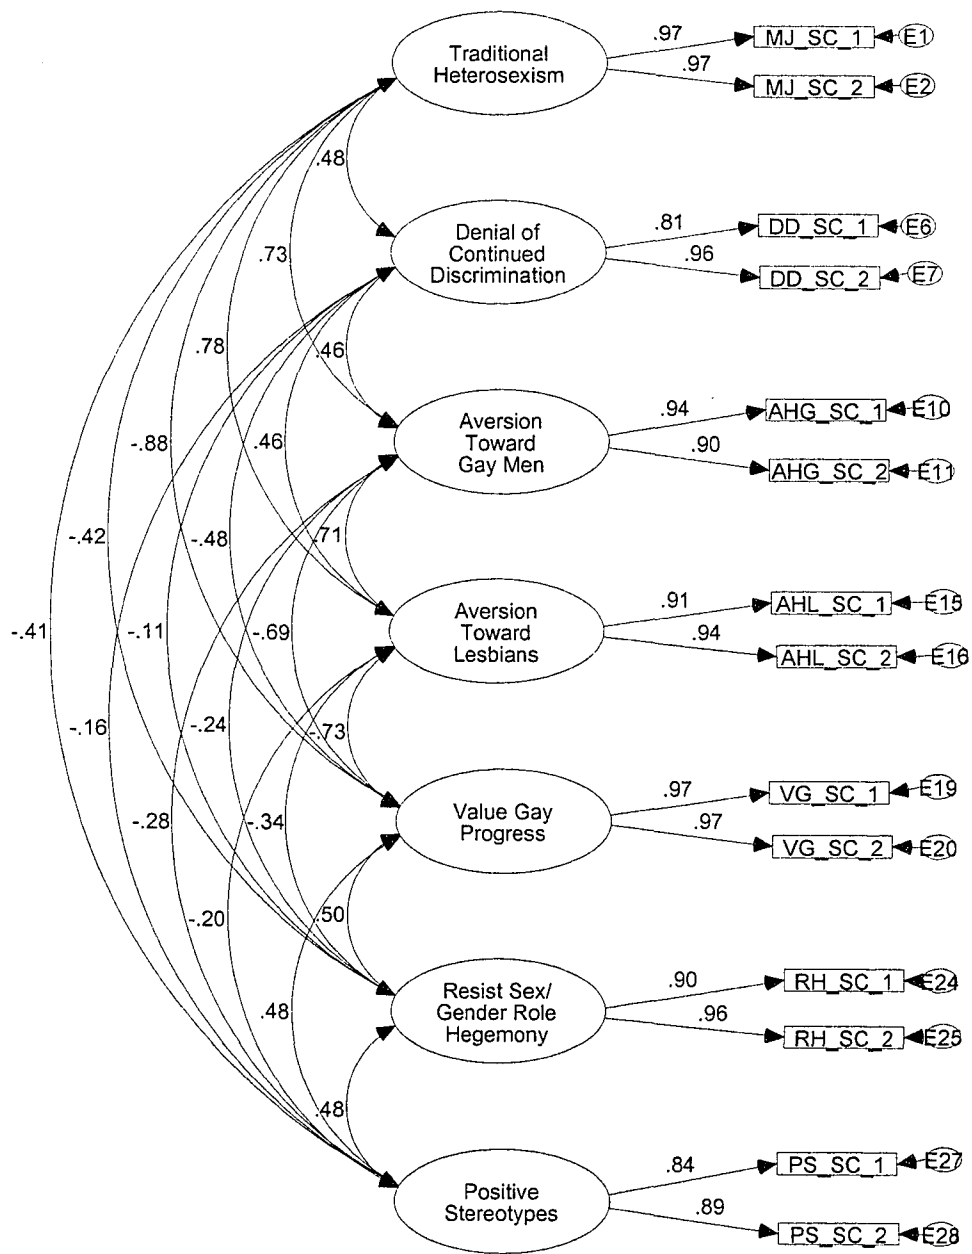 Traditional
Heterosexism
.97
MJ_SC_1
E1
.97
MJ_SC_2
E2
.48
Denial of
Continued
Discrimination
.81
DD_SC_1
E6
.96
DD_SC_2
E7
.73
.78
.46
Aversion
Toward
Gay Men
.94
AHG_SC_1
E10
.90
AHG_SC_2
E11
-.88
.46
-.42
-.48
.71
Aversion
Toward
Lesbians
.91
AHL_SC_1
E15
.94
AHL_SC_2
E16
-.41
-.11
-.69
-.16
-.24
-.73
Value Gay
Progress
.97
VG_SC_1
E19
.97
VG_SC_2
E20
-.28
-.34
-.20
.50
Resist Sex/
Gender Role
Hegemony
.90
RH_SC_1
E24
.96
RH_SC_2
E25
.48
.48
Positive
Stereotypes
.84
PS_SC_1
E27
.89
PS_SC_2
E28